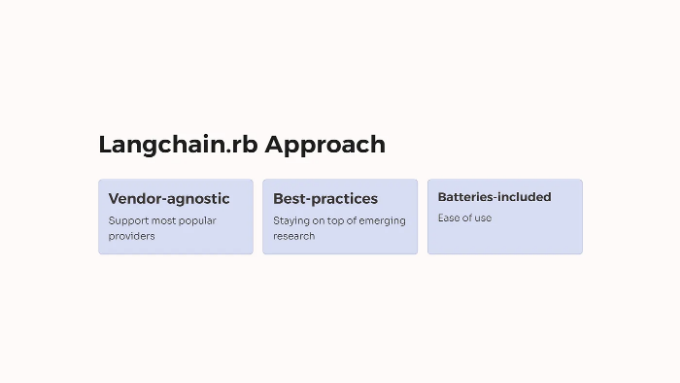 Langchain.rb Approach
Vendor-agnostic
Support most popular
providers
Best-practices
Staying on top of emerging
research
Batteries-included
Ease of use